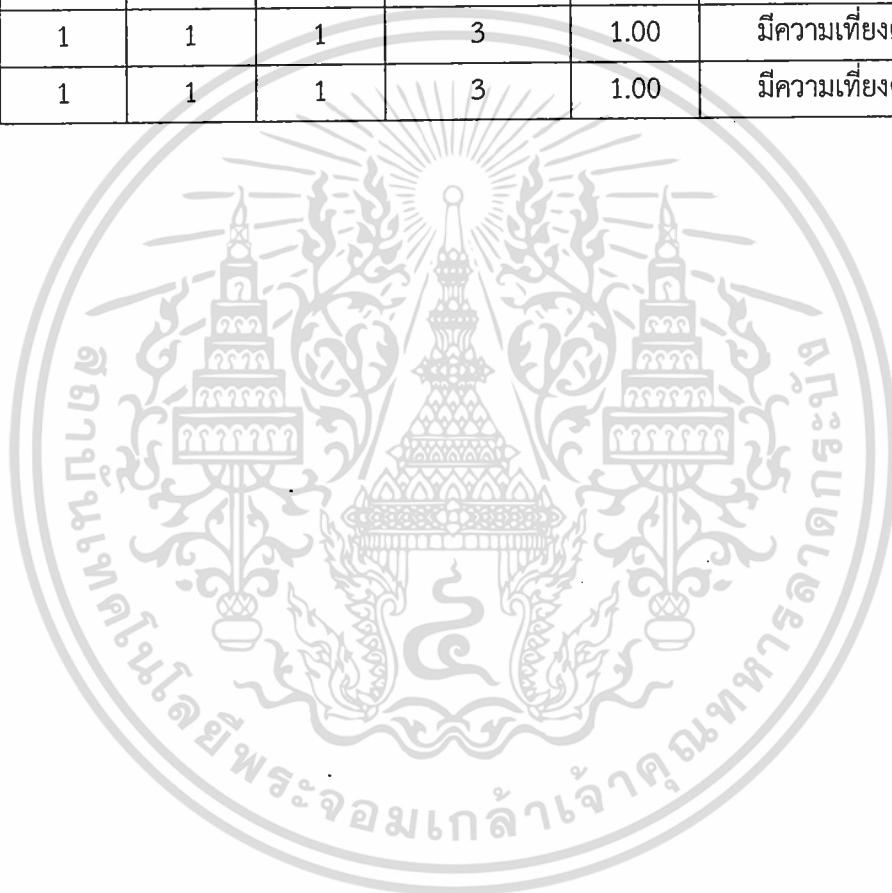 1 1 1 3 1.00 มีความเที่ยง
1 1 1 3 1.00 มีความเที่ยง
๔
สถาบันเทคโนโลยีพระจอมเกล้าเจ้าคุณทหารลาดกระบัง